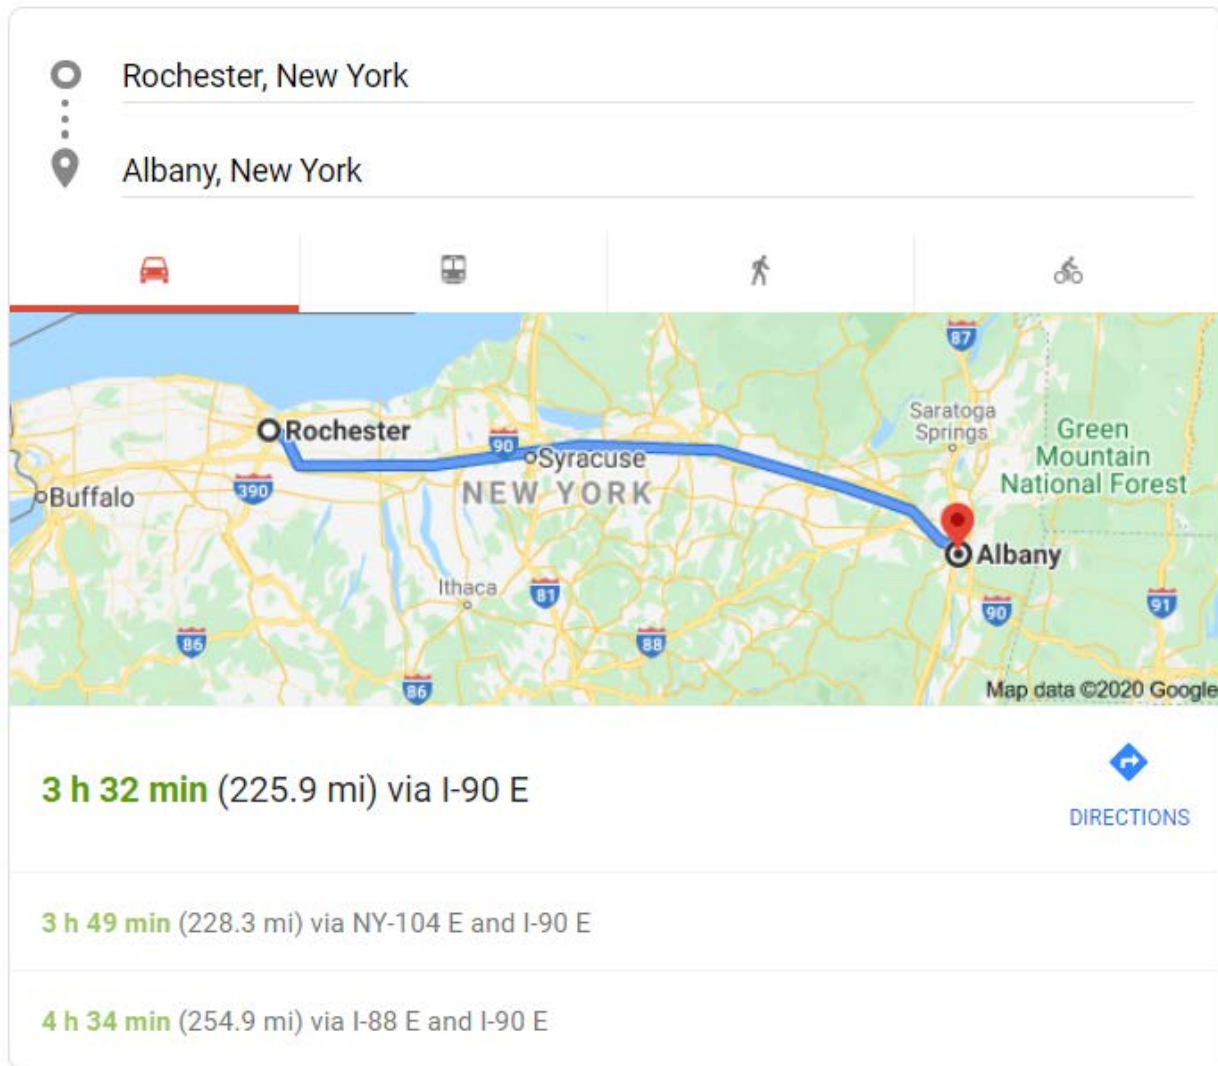 Rochester, New York
Albany, New York
87
Saratoga
Springs
Green
Mountain
National Forest
Rochester
90
Syracuse
NEW YORK
390
Buffalo
Albany
Ithaca
81
90
91
86
88
86
Map data ©2020 Google
3 h 32 min (225.9 mi) via I-90 E
DIRECTIONS
3 h 49 min (228.3 mi) via NY-104 E and I-90 E
4 h 34 min (254.9 mi) via I-88 E and I-90 E